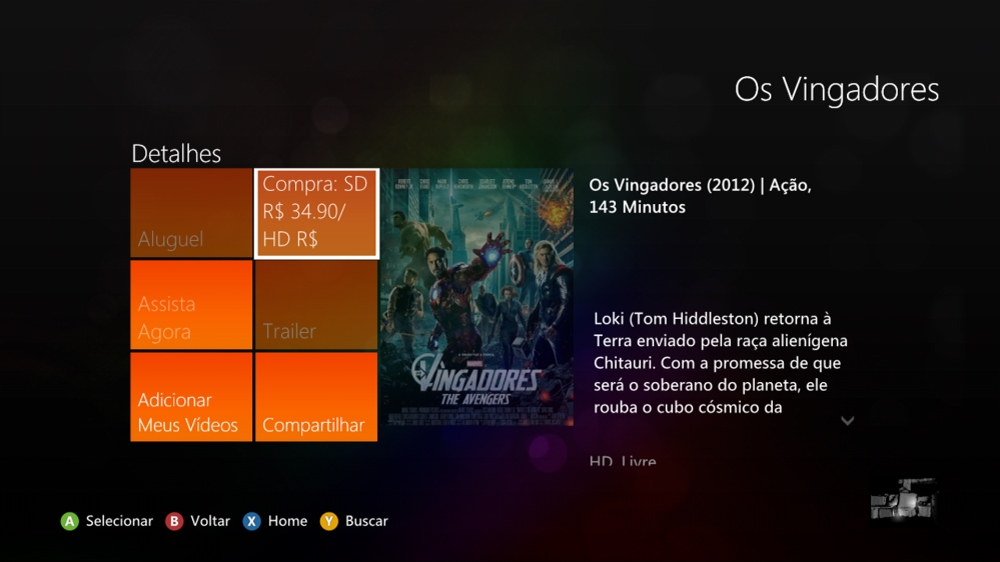 Os Vingadores
Detalhes
Aluguel
Compra: SD
R$ 34.90/
HD R$
Assista
Agora
Trailer
Adicionar
Meus Vídeos
Compartilhar
MARVEL
VINGADORES
THE AVENGERS
Os Vingadores (2012) | Ação,
143 Minutos
Loki (Tom Hiddleston) retorna à
Terra enviado pela raça alienígena
Chitauri. Com a promessa de que
será o soberano do planeta, ele
rouba o cubo cósmico da
HD Livre
A Selecionar B Voltar X Home Y Buscar